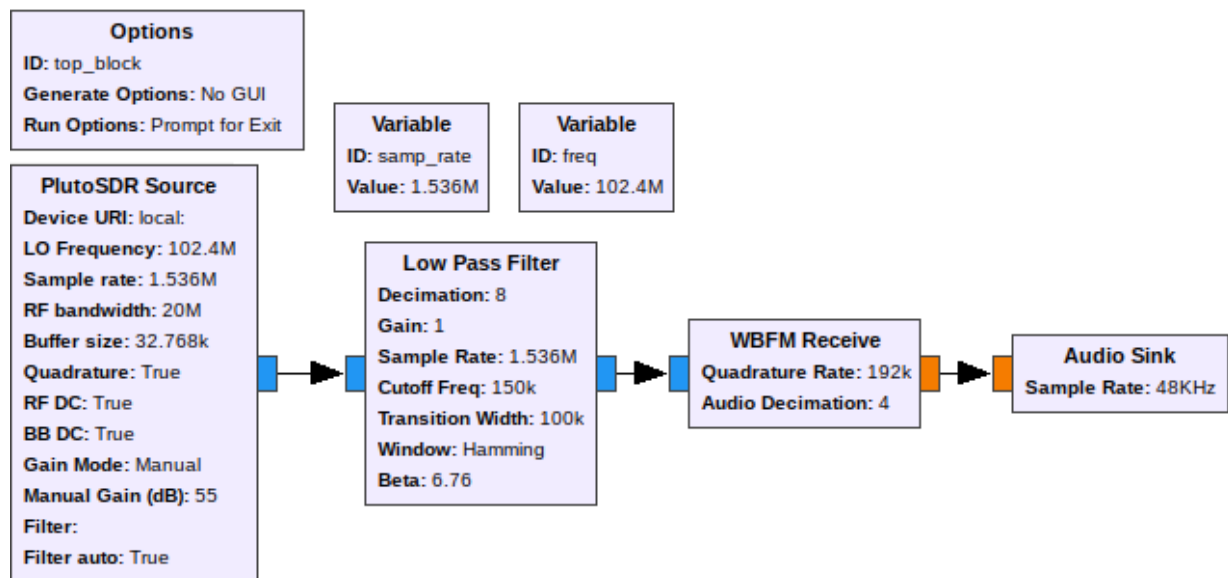 Options
ID: top_block
Generate Options: No GUI
Run Options: Prompt for Exit
Variable
ID: samp_rate
Value: 1.536M
Variable
ID: freq
Value: 102.4M
PlutoSDR Source
Device URI: local:
LO Frequency: 102.4M
Sample rate: 1.536M
RF bandwidth: 20M
Buffer size: 32.768k
Quadrature: True
RF DC: True
BB DC: True
Gain Mode: Manual
Manual Gain (dB): 55
Filter:
Filter auto: True
Low Pass Filter
Decimation: 8
Gain: 1
Sample Rate: 1.536M
Cutoff Freq: 150k
Transition Width: 100k
Window: Hamming
Beta: 6.76
WBFM Receive
Quadrature Rate: 192k
Audio Decimation: 4
Audio Sink
Sample Rate: 48KHz